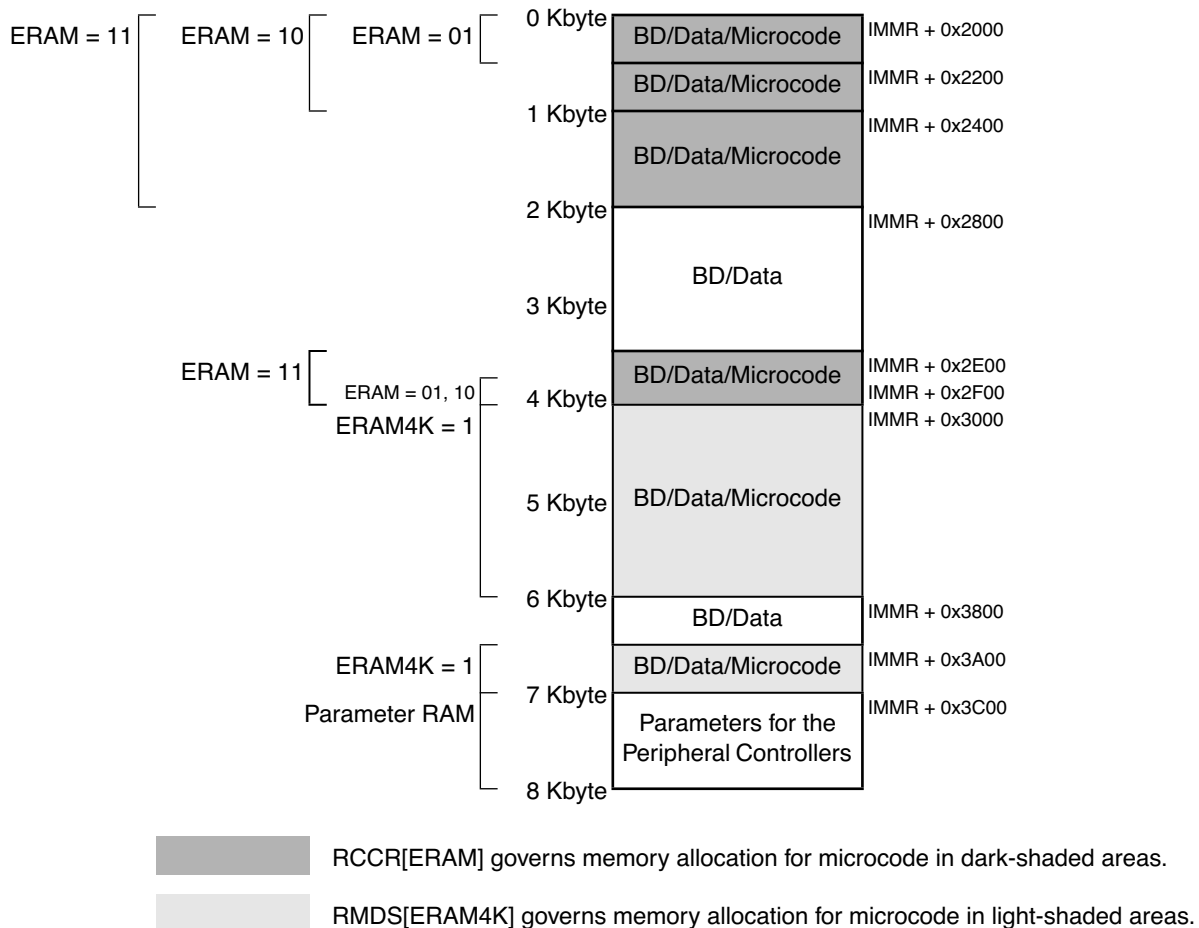 ERAM = 11
ERAM = 10
ERAM = 01
0 Kbyte
BD/Data/Microcode
IMMR + 0x2000
BD/Data/Microcode
IMMR + 0x2200
1 Kbyte
IMMR + 0x2400
BD/Data/Microcode
2 Kbyte
IMMR + 0x2800
BD/Data
3 Kbyte
ERAM = 11
BD/Data/Microcode
IMMR + 0x2E00
ERAM = 01, 10
IMMR + 0x2F00
4 Kbyte
ERAM4K = 1
IMMR + 0x3000
5 Kbyte
BD/Data/Microcode
6 Kbyte
BD/Data
IMMR + 0x3800
ERAM4K = 1
BD/Data/Microcode
IMMR + 0x3A00
7 Kbyte
Parameter RAM
IMMR + 0x3C00
Parameters for the
Peripheral Controllers
8 Kbyte
RCCR[ERAM] governs memory allocation for microcode in dark-shaded areas.
RMDS[ERAM4K] governs memory allocation for microcode in light-shaded areas.